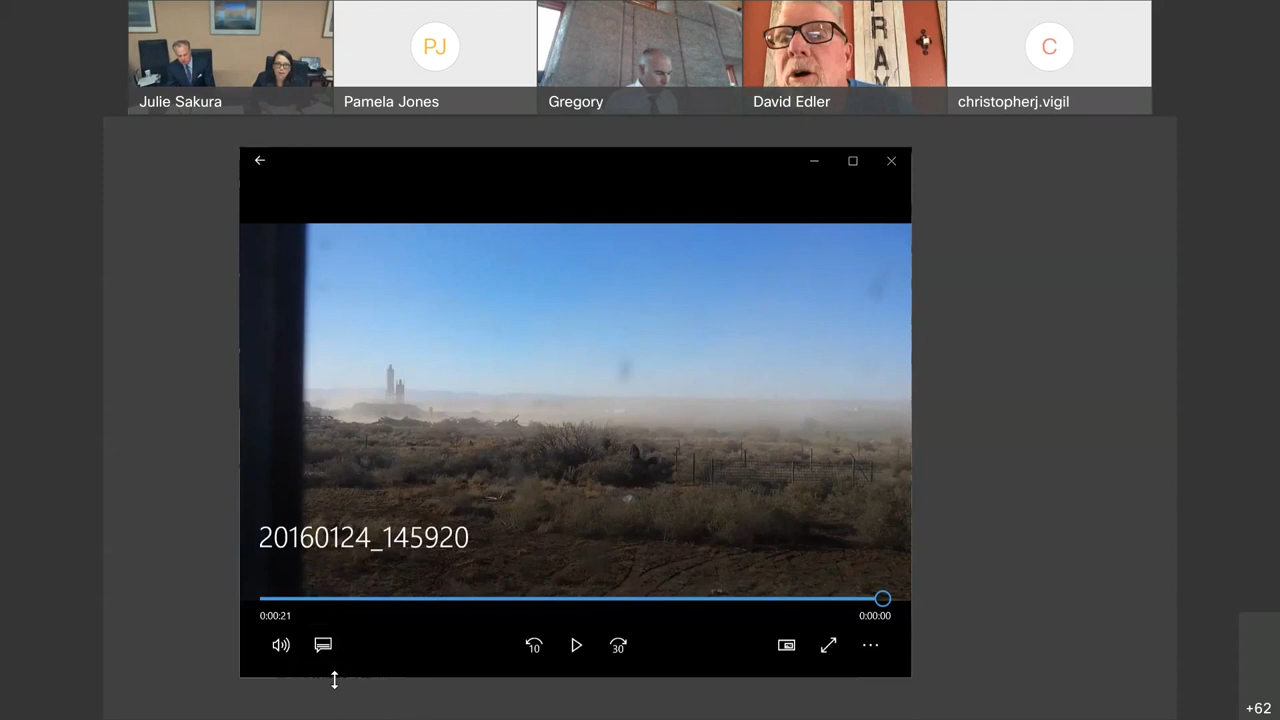 PJ
C
Julie Sakura
Pamela Jones
Gregory
David Edler
christopherj.vigil
PRAY
20160124_145920
0:00:21
0:00:00
10
30
+62